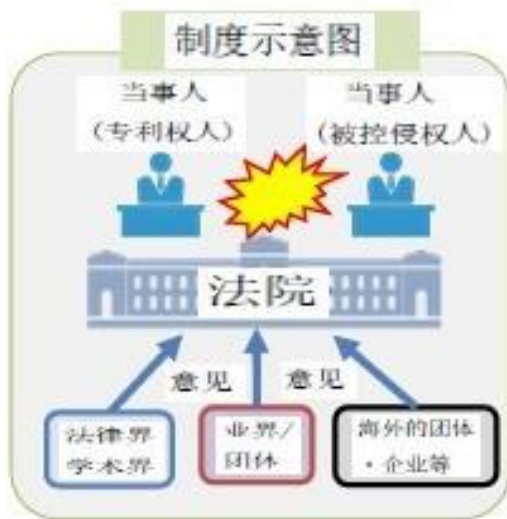 制度示意图
当事人
（专利权人）
当事人
（被控侵权人）
法院
意见
意见
法律界
学术界
业界/
团体
海外的团体
·企业等